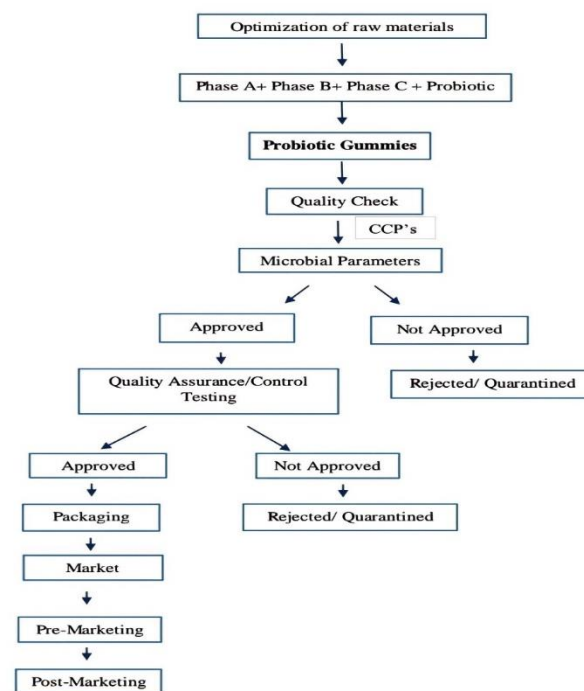 Optimization of raw materials
Phase A+ Phase B+ Phase C + Probiotic
Probiotic Gummies
Quality Check
CCP's
Microbial Parameters
Approved
Not Approved
Quality Assurance/Control
Testing
Rejected/ Quarantined
Approved
Not Approved
Packaging
Rejected/ Quarantined
Market
Pre-Marketing
Post-Marketing